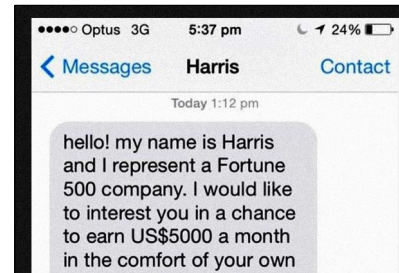 Optus 3G 5:37 pm 24%
Messages Harris Contact
Today 1:12 pm
hello! my name is Harris
and I represent a Fortune
500 company. I would like
to interest you in a chance
to earn US$5000 a month
in the comfort of your own